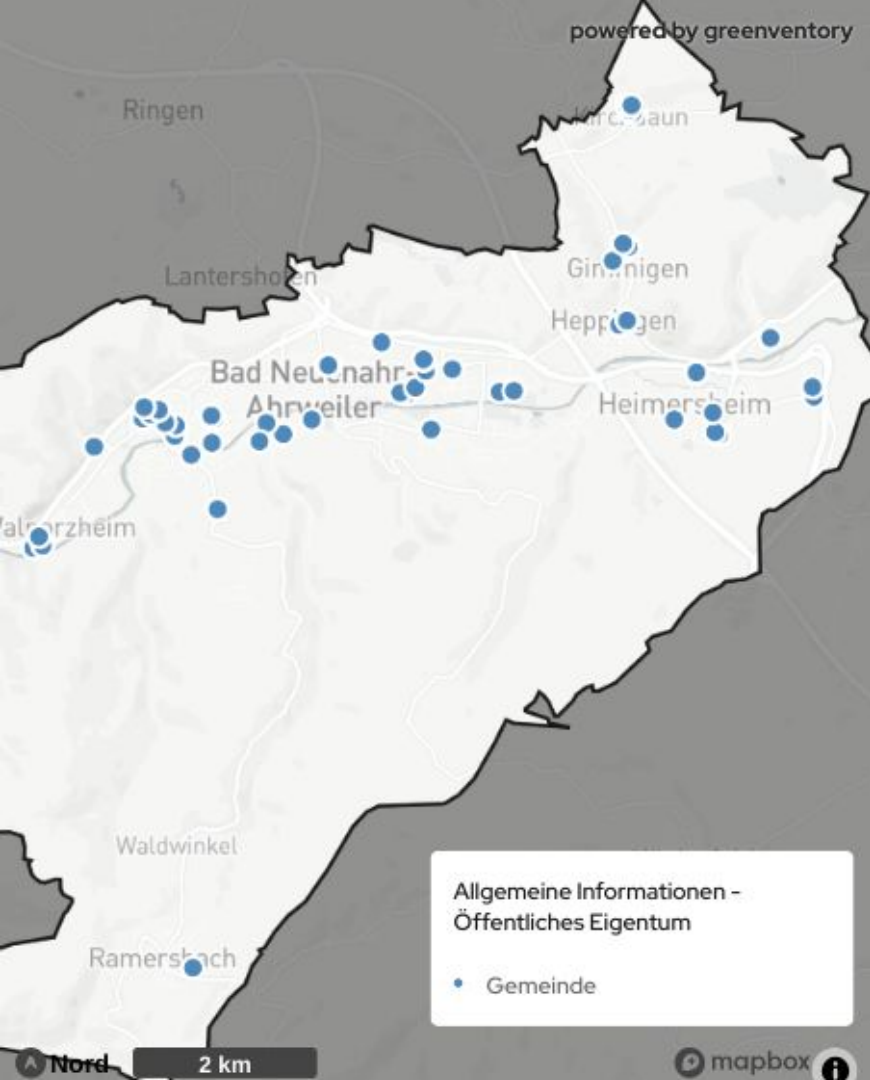 powered by greenventory
Ringen
Lantershofen
Gimmigen
Heppingen
Bad Neuenahr-
Ahrweiler
Heimersheim
Walporzheim
Waldwinkel
Ramersbach
Allgemeine Informationen -
Öffentliches Eigentum
Gemeinde
Nord
2 km
mapbox